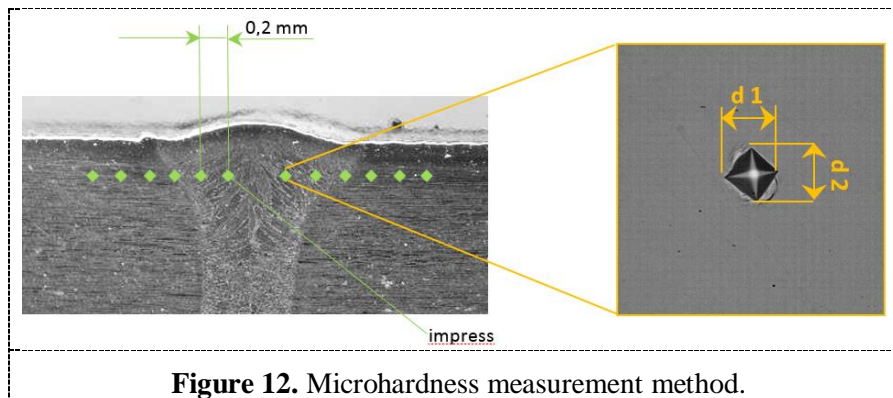 0,2 mm
d 1
d 2
impress
Figure 12. Microhardness measurement method.